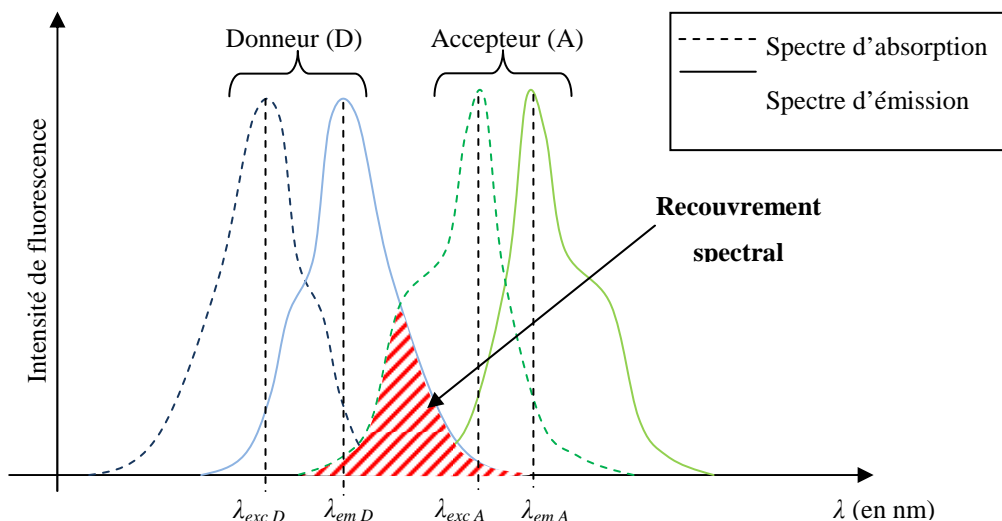 Donneur (D)
Accepteur (A)
Spectre d'absorption
Spectre d'émission
Intensité de fluorescence
Recouvrement
spectral
λexc D
λem D
λexc A
λem A
λ (en nm)